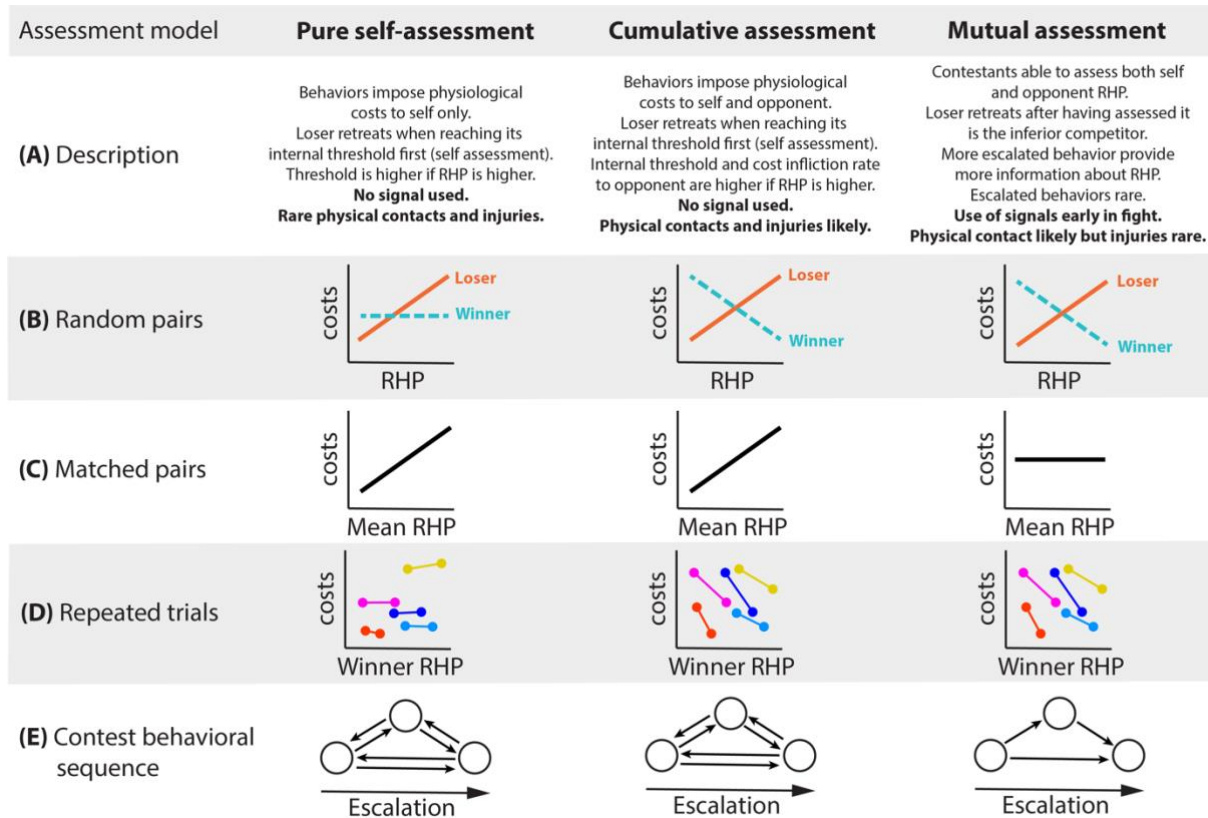 Assessment model
Pure self-assessment
Cumulative assessment
Mutual assessment
(A) Description
Behaviors impose physiological
costs to self only.
Loser retreats when reaching its
internal threshold first (self assessment).
Threshold is higher if RHP is higher.
No signal used.
Rare physical contacts and injuries.
Behaviors impose physiological
costs to self and opponent.
Loser retreats when reaching its
internal threshold first (self assessment).
Internal threshold and cost infliction rate
to opponent are higher if RHP is higher.
No signal used.
Physical contacts and injuries likely.
Contestants able to assess both self
and opponent RHP.
Loser retreats after having assessed it
is the inferior competitor.
More escalated behavior provide
more information about RHP.
Escalated behaviors rare.
Use of signals early in fight.
Physical contact likely but injuries rare.
(B) Random pairs
costs
Loser
Winner
RHP
costs
Loser
Winner
RHP
costs
Loser
Winner
RHP
(C) Matched pairs
costs
Mean RHP
costs
Mean RHP
costs
Mean RHP
(D) Repeated trials
costs
Winner RHP
costs
Winner RHP
costs
Winner RHP
(E) Contest behavioral
sequence
Escalation
Escalation
Escalation